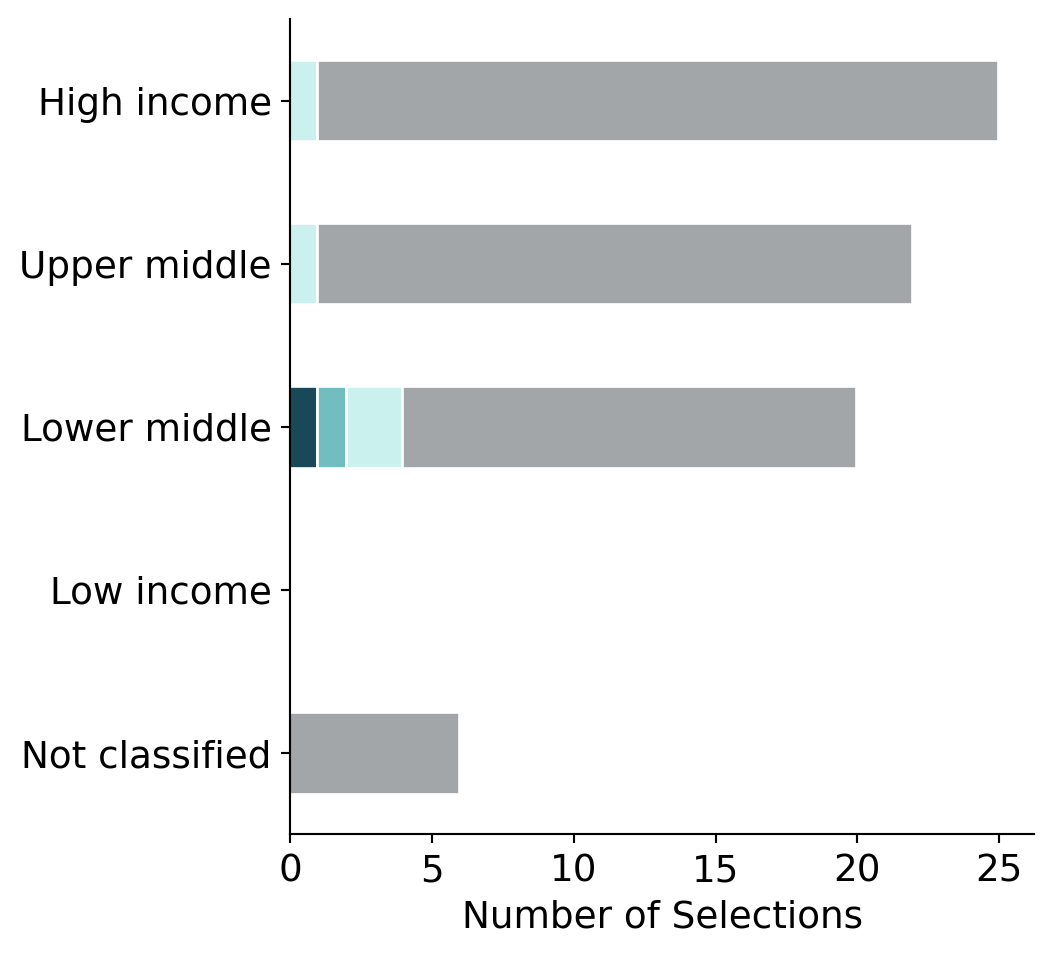 High income
Upper middle
Lower middle
Low income
Not classified
0 5 10 15 20 25
Number of Selections